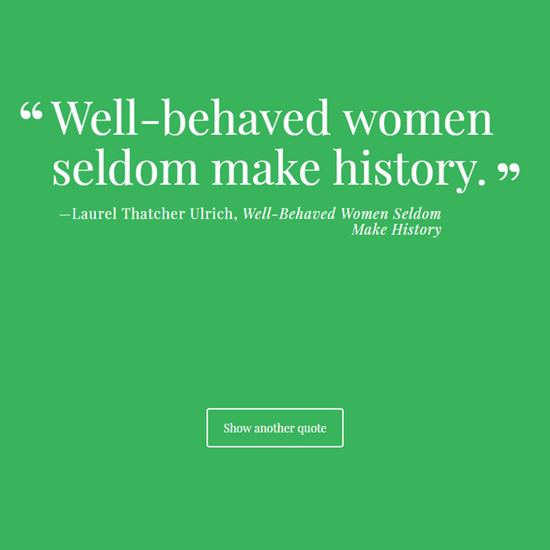 “Well-behaved women
seldom make history.”
—Laurel Thatcher Ulrich, Well-Behaved Women Seldom
Make History
Show another quote